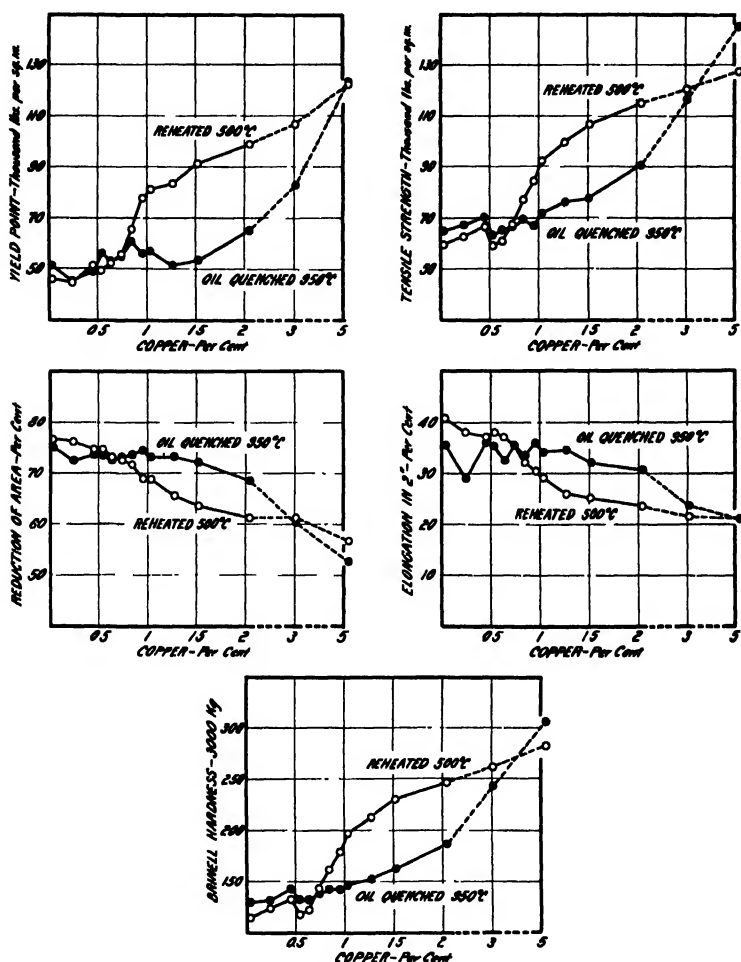 YIELD POINT-Thousand lbs. per sq.in.
130
110
90
70
50
REHEATED 500°C
OIL QUENCHED 950°C
0.5 1 1.5 2 3 5
COPPER-Per Cent
TENSILE STRENGTH-Thousand lbs. per sq.in.
130
110
90
70
50
REHEATED 500°C
OIL QUENCHED 950°C
0.5 1 1.5 2 3 5
COPPER-Per Cent
REDUCTION OF AREA-Per Cent
80
70
60
50
OIL QUENCHED 950°C
REHEATED 500°C
0.5 1 1.5 2 3 5
COPPER-Per Cent
ELONGATION IN 2"-Per Cent
40
30
20
10
OIL QUENCHED 950°C
REHEATED 500°C
0.5 1 1.5 2 3 5
COPPER-Per Cent
BRINELL HARDNESS-3000 Kg
300
250
200
150
REHEATED 500°C
OIL QUENCHED 950°C
0.5 1 1.5 2 3 5
COPPER-Per Cent